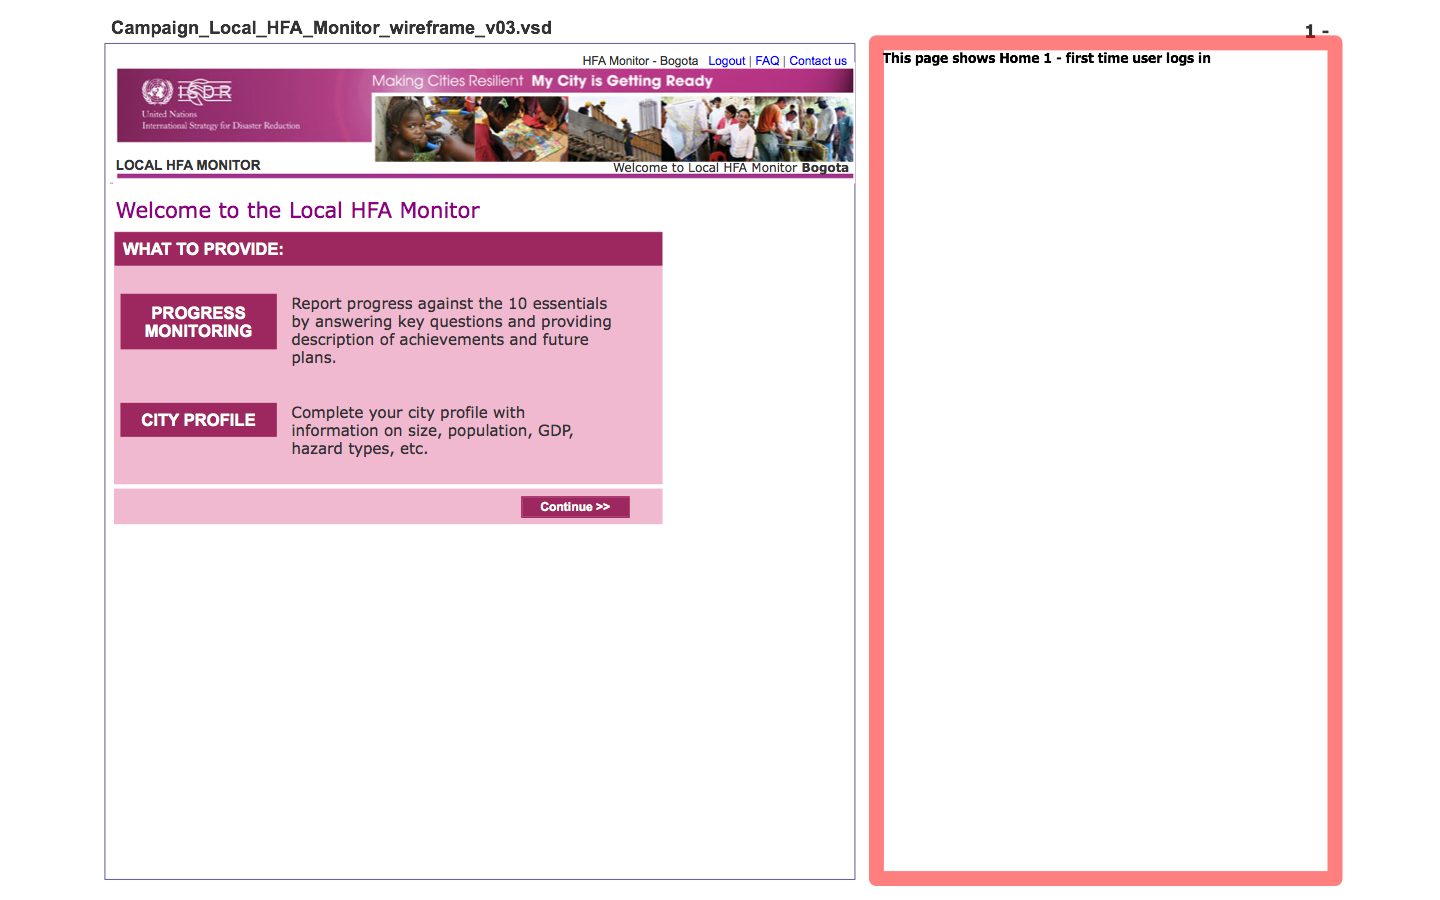 Campaign_Local_HFA_Monitor_wireframe_v03.vsd
1 -
HFA Monitor - Bogota Logout | FAQ | Contact us
Making Cities Resilient My City is Getting Ready
ISDR
United Nations
International Strategy for Disaster Reduction
LOCAL HFA MONITOR
Welcome to Local HFA Monitor Bogota
Welcome to the Local HFA Monitor
WHAT TO PROVIDE:
PROGRESS
MONITORING
Report progress against the 10 essentials
by answering key questions and providing
description of achievements and future
plans.
CITY PROFILE
Complete your city profile with
information on size, population, GDP,
hazard types, etc.
Continue >>
This page shows Home 1 - first time user logs in